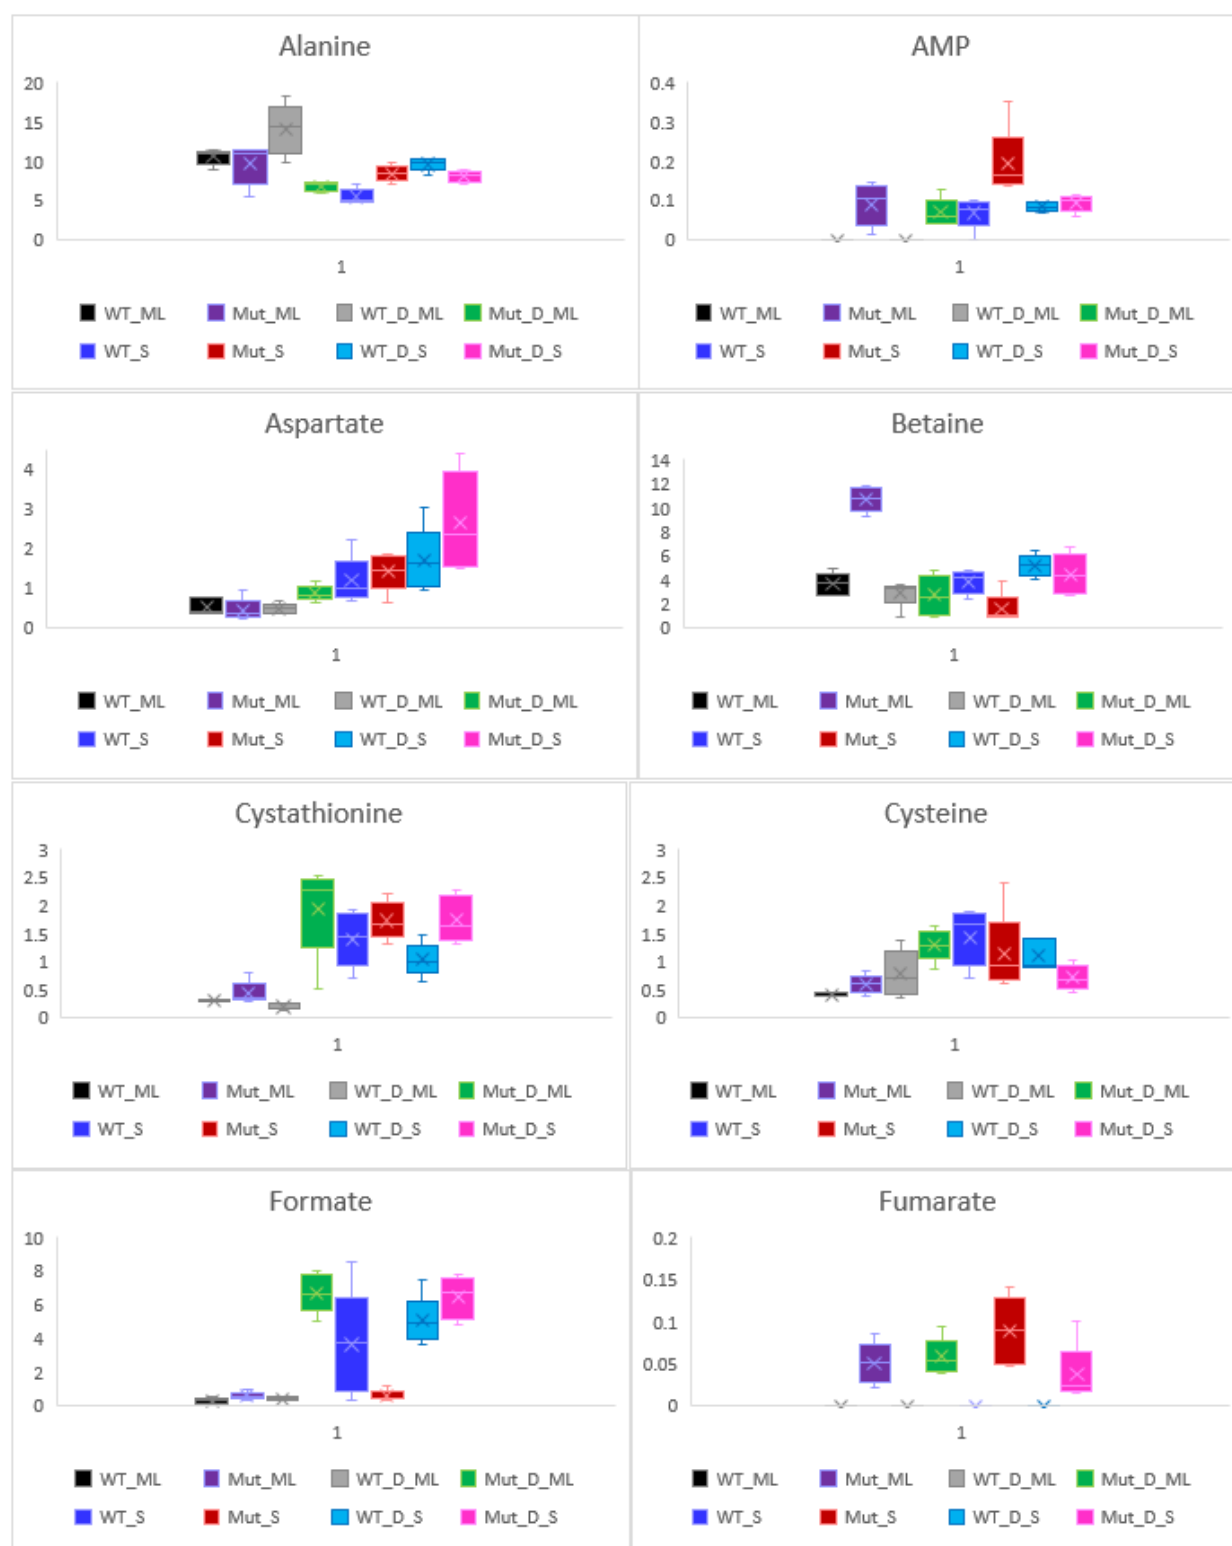 Alanine
20
15
10
5
0
1
WT_ML Mut_ML WT_D_ML Mut_D_ML
WT_S Mut_S WT_D_S Mut_D_S
AMP
0.4
0.3
0.2
0.1
0
1
WT_ML Mut_ML WT_D_ML Mut_D_ML
WT_S Mut_S WT_D_S Mut_D_S
Aspartate
4
3
2
1
0
1
WT_ML Mut_ML WT_D_ML Mut_D_ML
WT_S Mut_S WT_D_S Mut_D_S
Betaine
14
12
10
8
6
4
2
0
1
WT_ML Mut_ML WT_D_ML Mut_D_ML
WT_S Mut_S WT_D_S Mut_D_S
Cystathionine
3
2.5
2
1.5
1
0.5
0
1
WT_ML Mut_ML WT_D_ML Mut_D_ML
WT_S Mut_S WT_D_S Mut_D_S
Cysteine
3
2.5
2
1.5
1
0.5
0
1
WT_ML Mut_ML WT_D_ML Mut_D_ML
WT_S Mut_S WT_D_S Mut_D_S
Formate
10
8
6
4
2
0
1
WT_ML Mut_ML WT_D_ML Mut_D_ML
WT_S Mut_S WT_D_S Mut_D_S
Fumarate
0.2
0.15
0.1
0.05
0
1
WT_ML Mut_ML WT_D_ML Mut_D_ML
WT_S Mut_S WT_D_S Mut_D_S